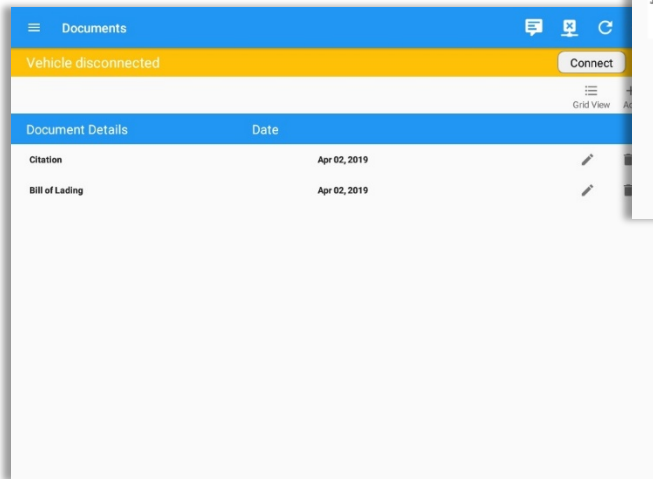 Documents
Vehicle disconnected Connect
Grid View
Document Details Date
Citation Apr 02, 2019
Bill of Lading Apr 02, 2019